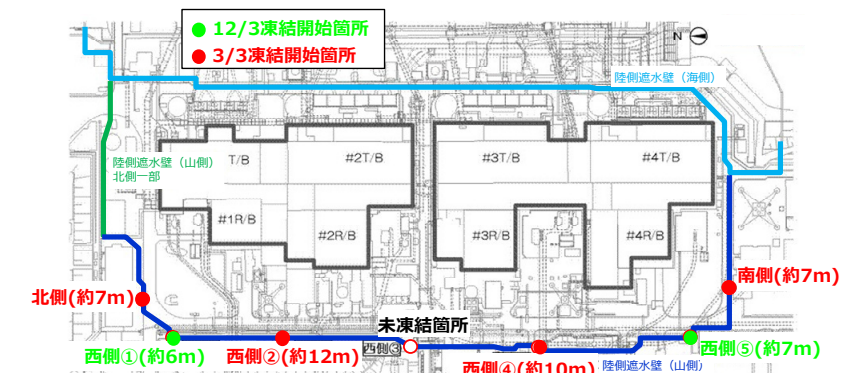 12/3凍結開始箇所
3/3凍結開始箇所
N
陸側遮水壁（海側）
陸側遮水壁（山側）
北側一部
T/B
#2T/B
#3T/B
#4T/B
#1R/B
#2R/B
#3R/B
#4R/B
北側(約7m)
南側(約7m)
未凍結箇所
西側①(約6m)
西側②(約12m)
西側③
西側④(約10m)
西側⑤(約7m)
陸側遮水壁（山側）